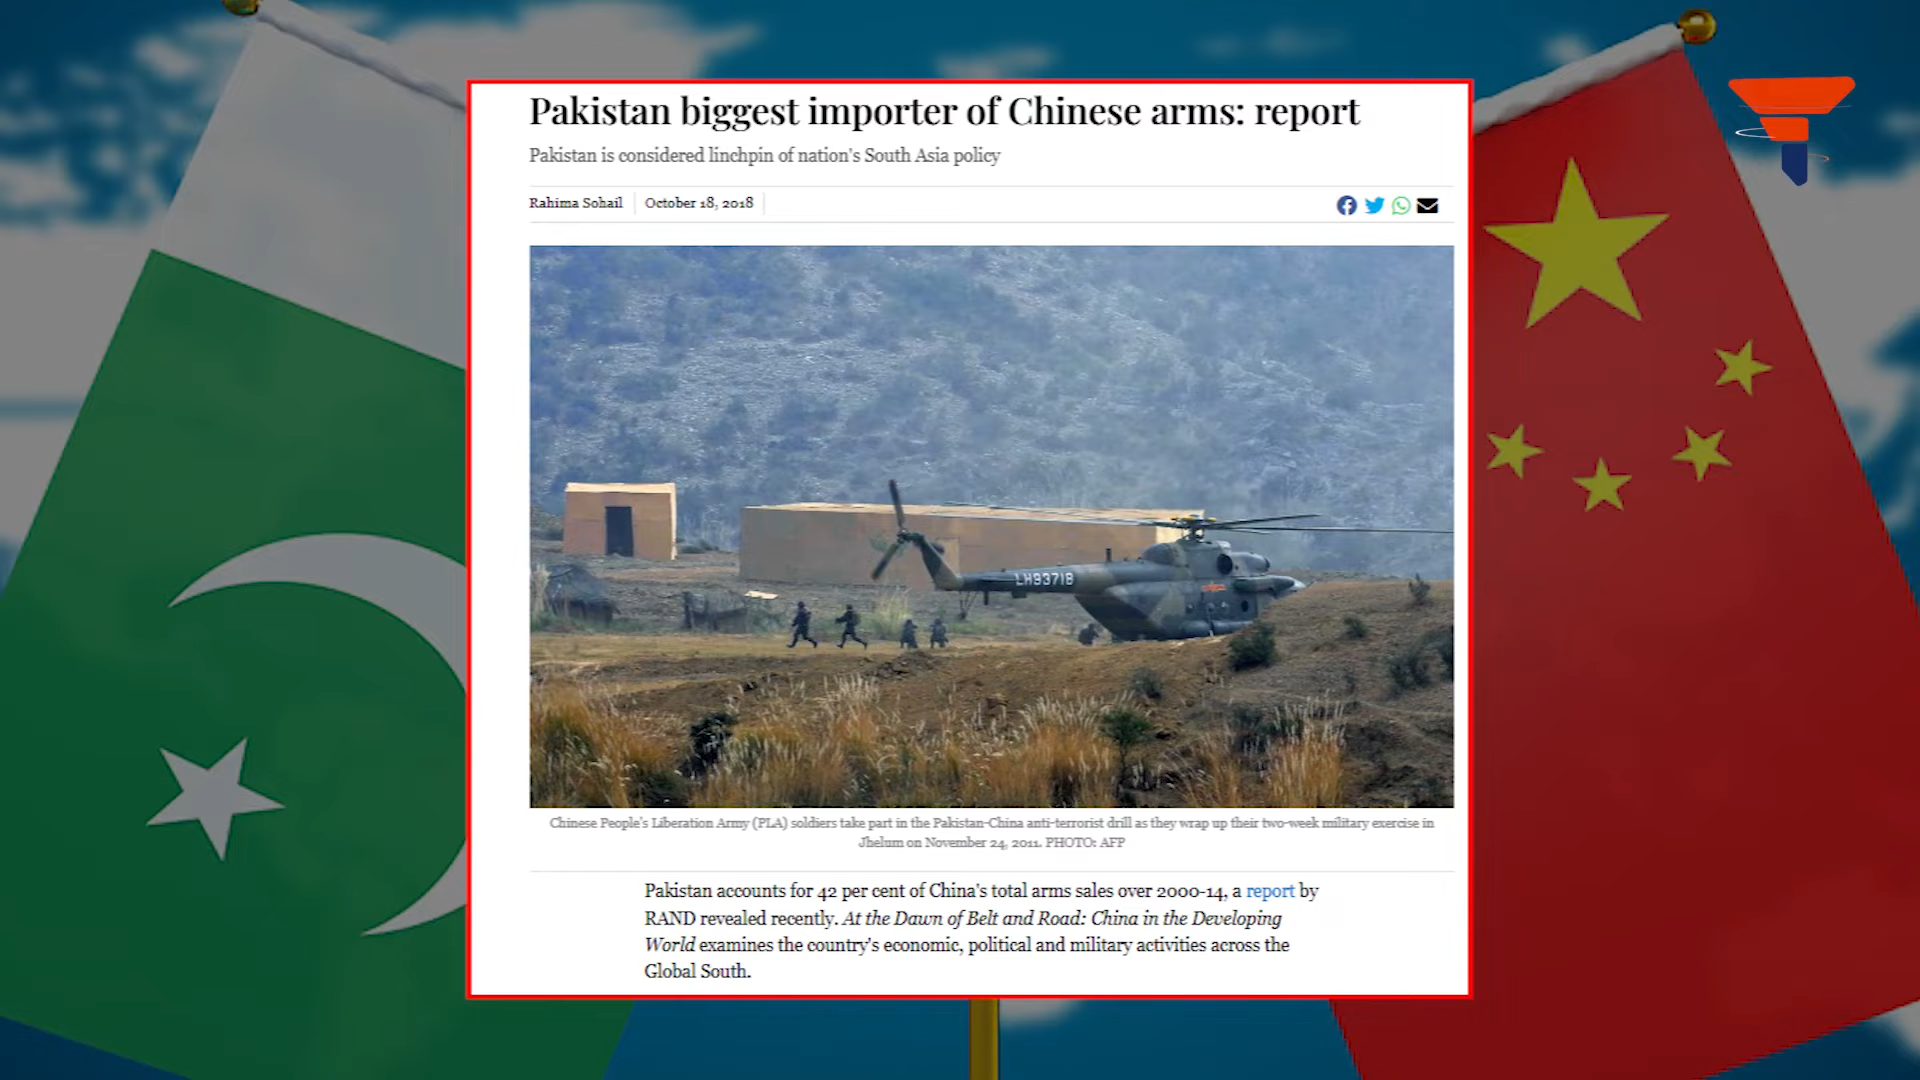 Pakistan biggest importer of Chinese arms: report
Pakistan is considered linchpin of nation's South Asia policy
Rahima Sohail October 18, 2018
LH93718
Chinese People's Liberation Army (PLA) soldiers take part in the Pakistan-China anti-terrorist drill as they wrap up their two-week military exercise in
Jhelum on November 24, 2011. PHOTO: AFP
Pakistan accounts for 42 per cent of China's total arms sales over 2000-14, a report by
RAND revealed recently. At the Dawn of Belt and Road: China in the Developing
World examines the country's economic, political and military activities across the
Global South.